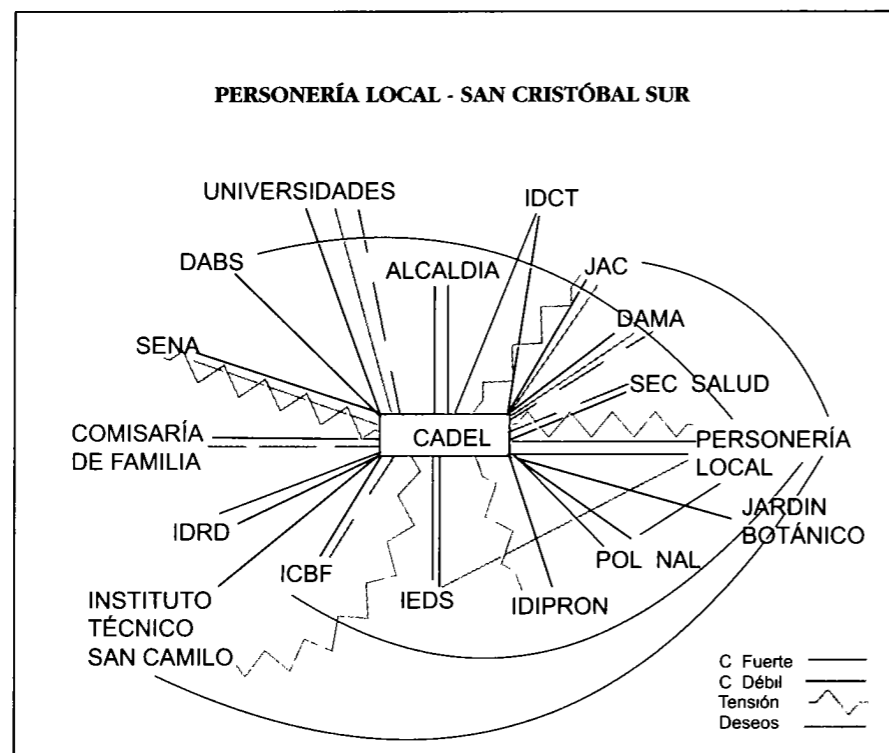 PERSONERÍA LOCAL - SAN CRISTÓBAL SUR
UNIVERSIDADES
IDCT
DABS
ALCALDIA
JAC
SENA
DAMA
SEC SALUD
COMISARÍA
DE FAMILIA
CADEL
PERSONERÍA
LOCAL
JARDIN
BOTÁNICO
IDRD
ICBF
IEDS
IDIPRON
POL NAL
INSTITUTO
TÉCNICO
SAN CAMILO
C Fuerte
C Débil
Tensión
Deseos